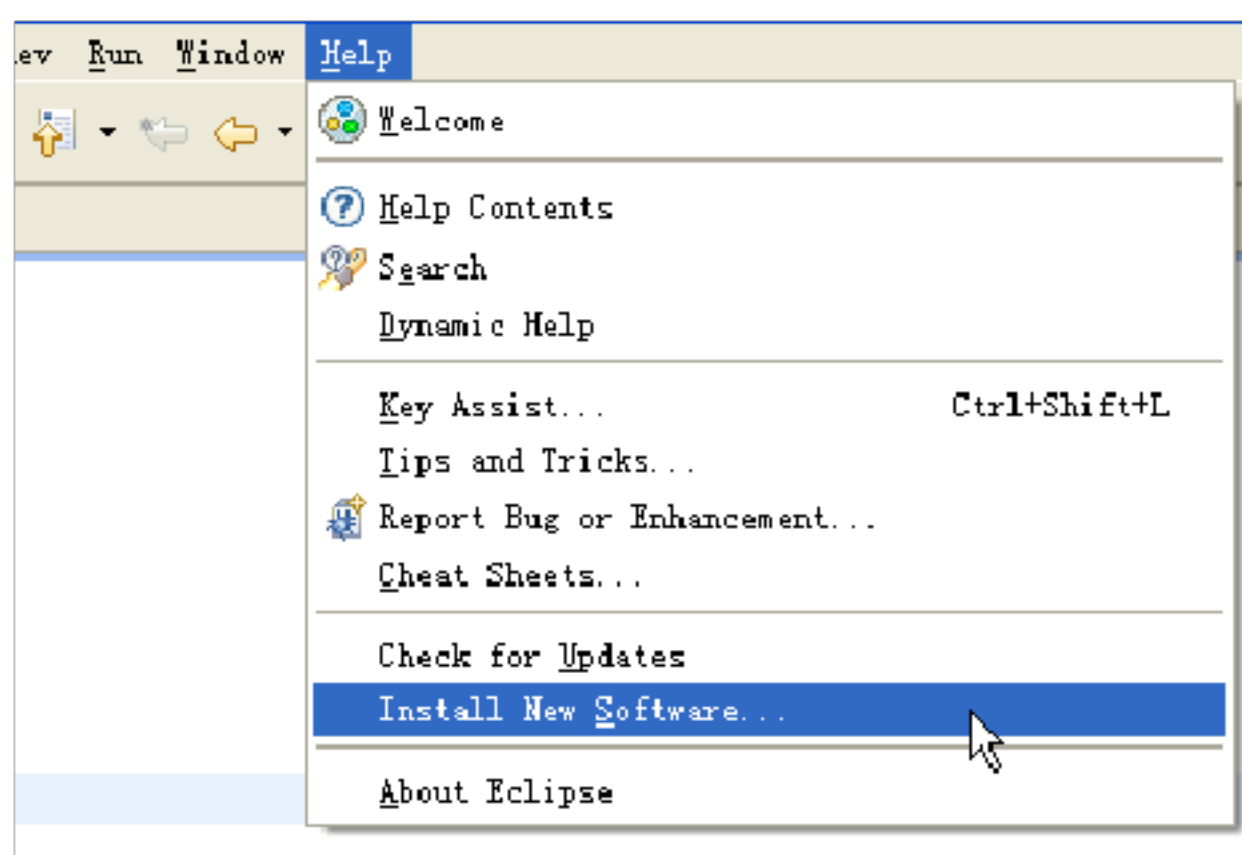 Run Window Help
Welcome
Help Contents
Search
Dynamic Help
Key Assist... Ctrl+Shift+L
Tips and Tricks...
Report Bug or Enhancement...
Cheat Sheets...
Check for Updates
Install New Software...
About Eclipse